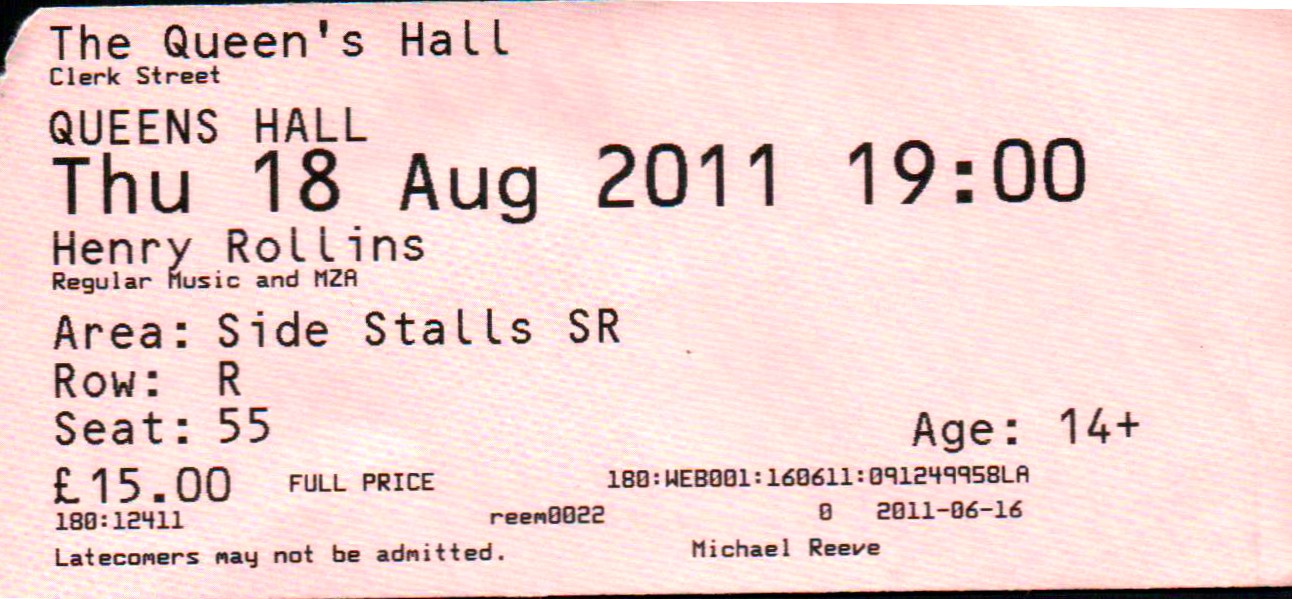 The Queen's Hall
Clerk Street
QUEENS HALL
Thu 18 Aug 2011 19:00
Henry Rollins
Regular Music and MZA
Area: Side Stalls SR
Row: R
Seat: 55
Age: 14+
£15.00 FULL PRICE 180:WEB001:160611:091249958LA
180:12411 reem0022 0 2011-06-16
Latecomers may not be admitted. Michael Reeve